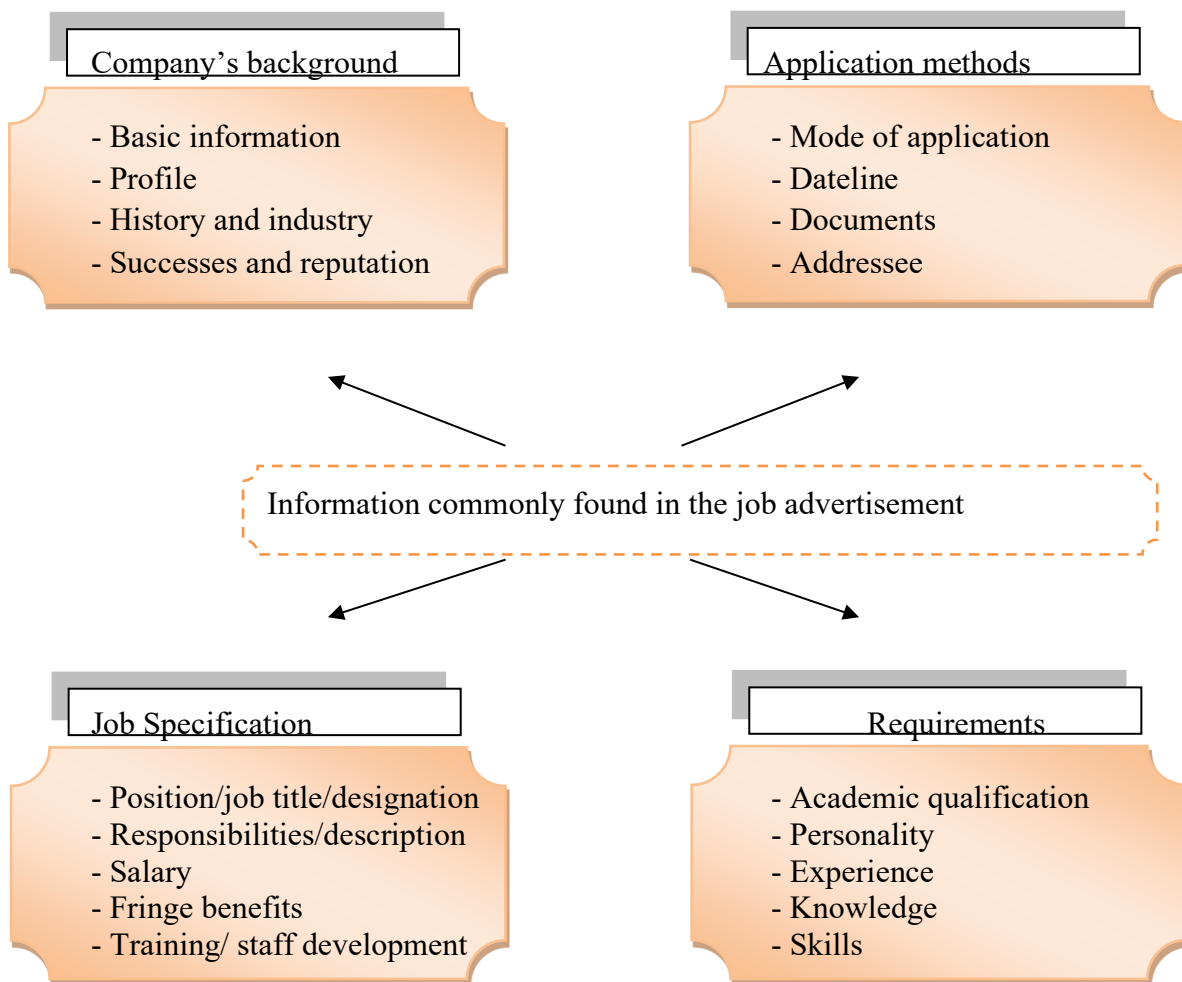 Company’s background
- Basic information
- Profile
- History and industry
- Successes and reputation
Application methods
- Mode of application
- Dateline
- Documents
- Addressee
Information commonly found in the job advertisement
Job Specification
- Position/job title/designation
- Responsibilities/description
- Salary
- Fringe benefits
- Training/ staff development
Requirements
- Academic qualification
- Personality
- Experience
- Knowledge
- Skills